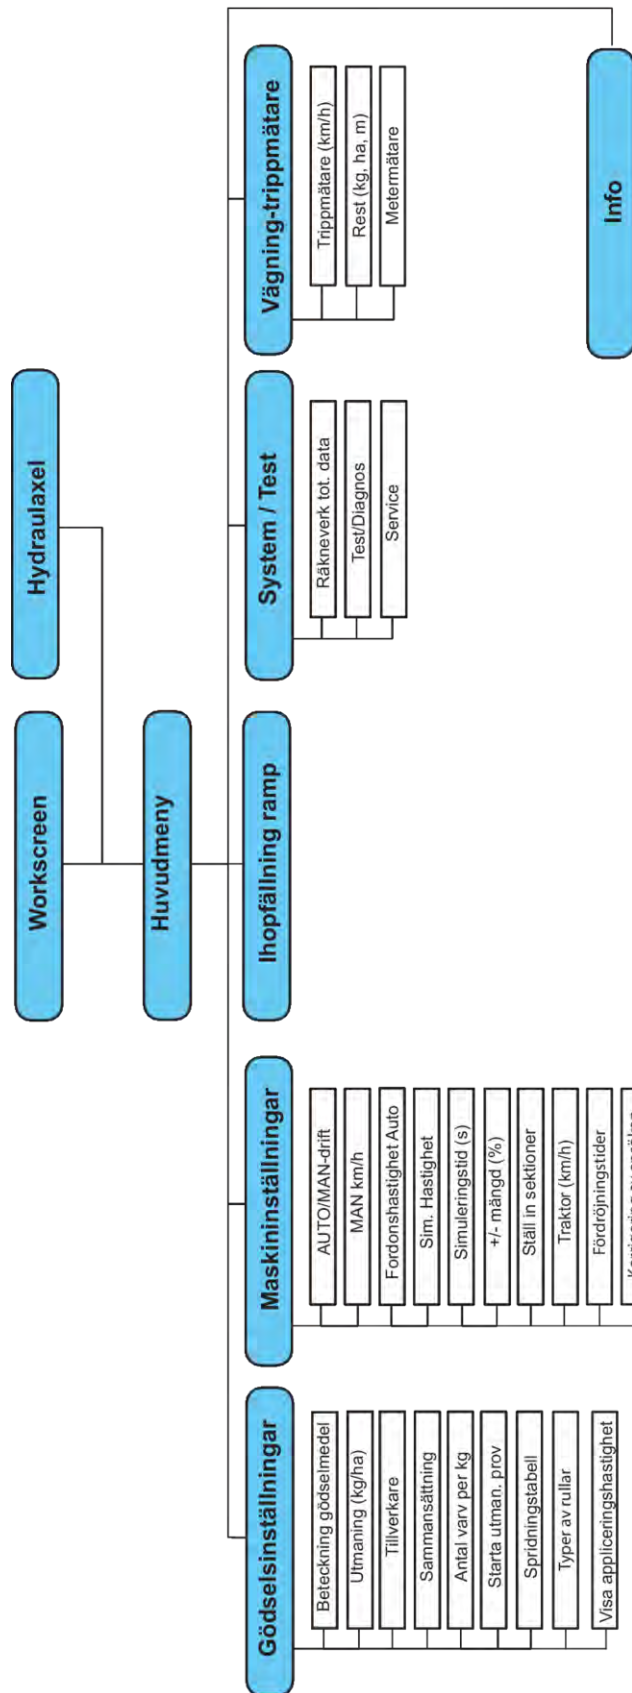 Workscreen
Hydraulaxel
Huvudmeny
Gödselsinställningar
Beteckning gödselmedel
Utmaning (kg/ha)
Tillverkare
Sammansättning
Antal varv per kg
Starta utman. prov
Spridningstabell
Typer av rullar
Visa appliceringshastighet
Maskininställningar
AUTO/MAN-drift
MAN km/h
Fordonshastighet Auto
Sim. Hastighet
Simuleringstid (s)
+/- mängd (%)
Ställ in sektioner
Traktor (km/h)
Fördröjningstider
Ihopfällning ramp
System / Test
Räkneverk tot. data
Test/Diagnos
Service
Vägning-trippmätare
Trippmätare (km/h)
Rest (kg, ha, m)
Metermätare
Info